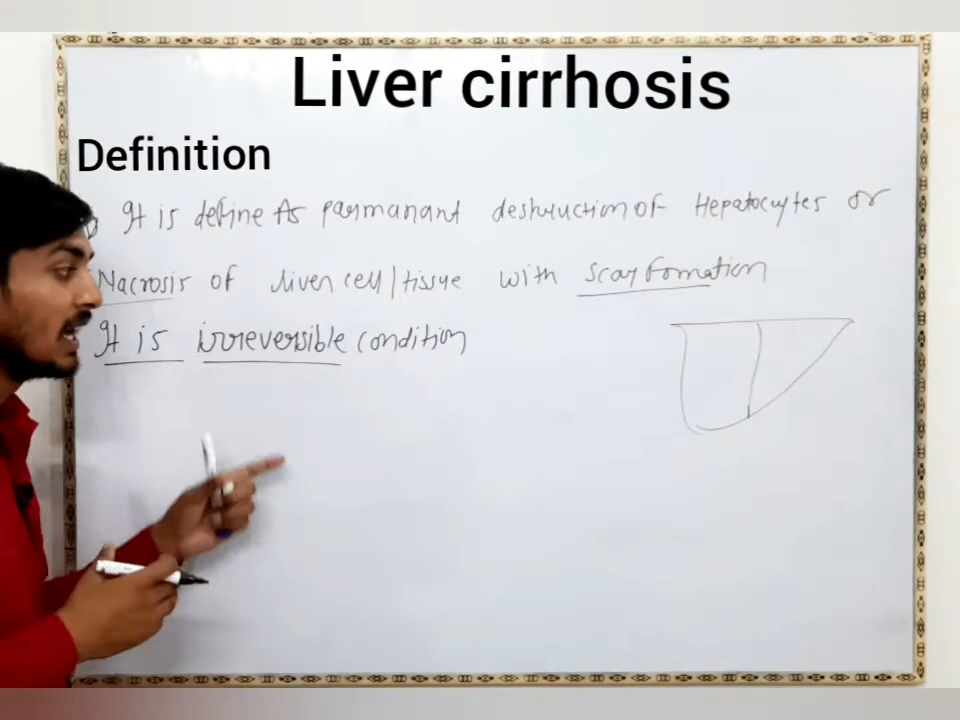 Liver cirrhosis
Definition
It is define As parmanant destruction of Hepatocytes or
Nacrosis of liver cell/tissue with scar formation
It is irreversible condition